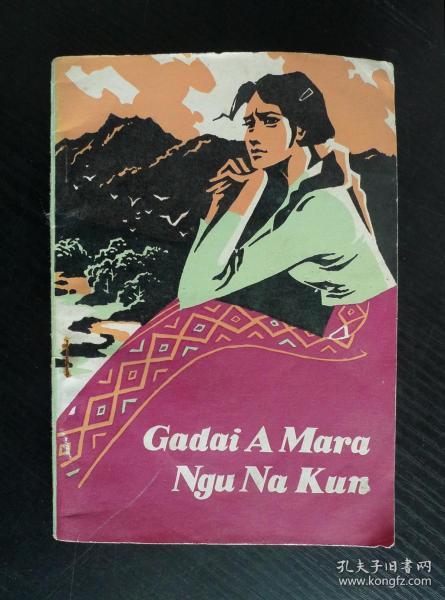 Gadai A Mara
Ngu Na Kun
孔夫子旧书网
www.kongfz.com